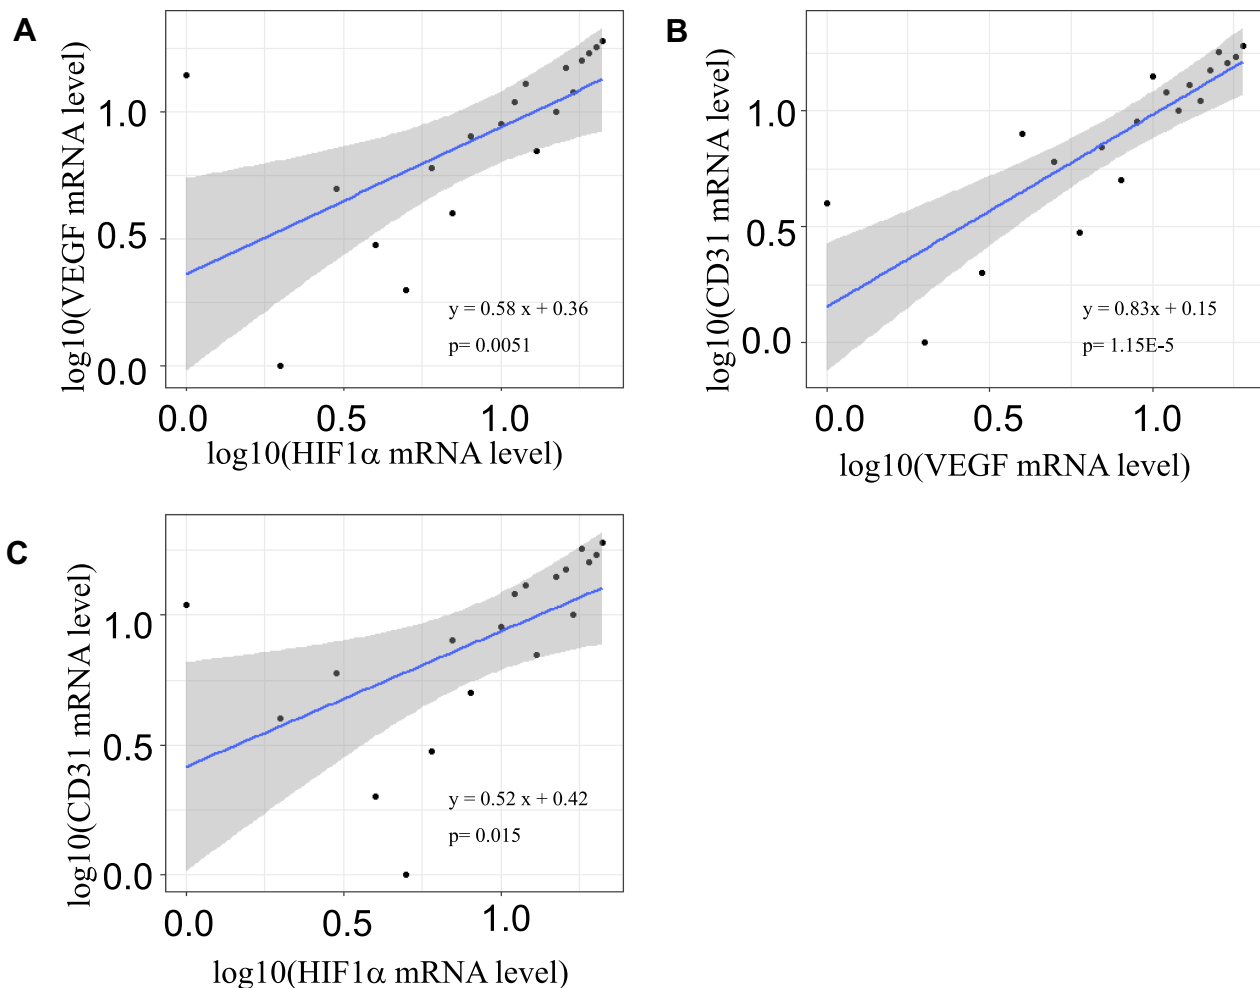 A
log10(VEGF mRNA level)
1.0
0.5
0.0
y = 0.58 x + 0.36
p= 0.0051
0.0 0.5 1.0
log10(HIF1α mRNA level)
B
log10(CD31 mRNA level)
1.0
0.5
0.0
y = 0.83x + 0.15
p= 1.15E-5
0.0 0.5 1.0
log10(VEGF mRNA level)
C
log10(CD31 mRNA level)
1.0
0.5
0.0
y = 0.52 x + 0.42
p= 0.015
0.0 0.5 1.0
log10(HIF1α mRNA level)